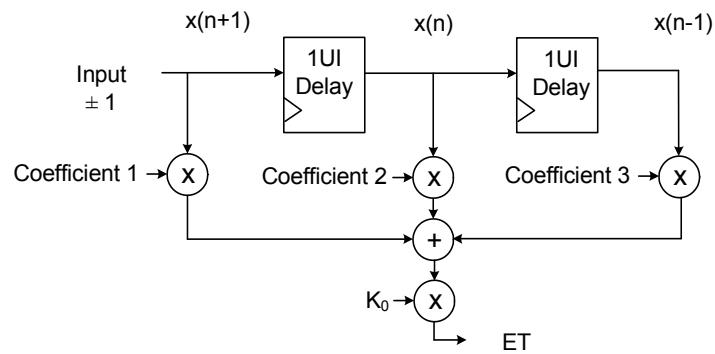 x(n+1)
x(n)
x(n-1)
Input
± 1
1UI
Delay
1UI
Delay
Coefficient 1
X
Coefficient 2
X
Coefficient 3
X
+
K₀
X
ET